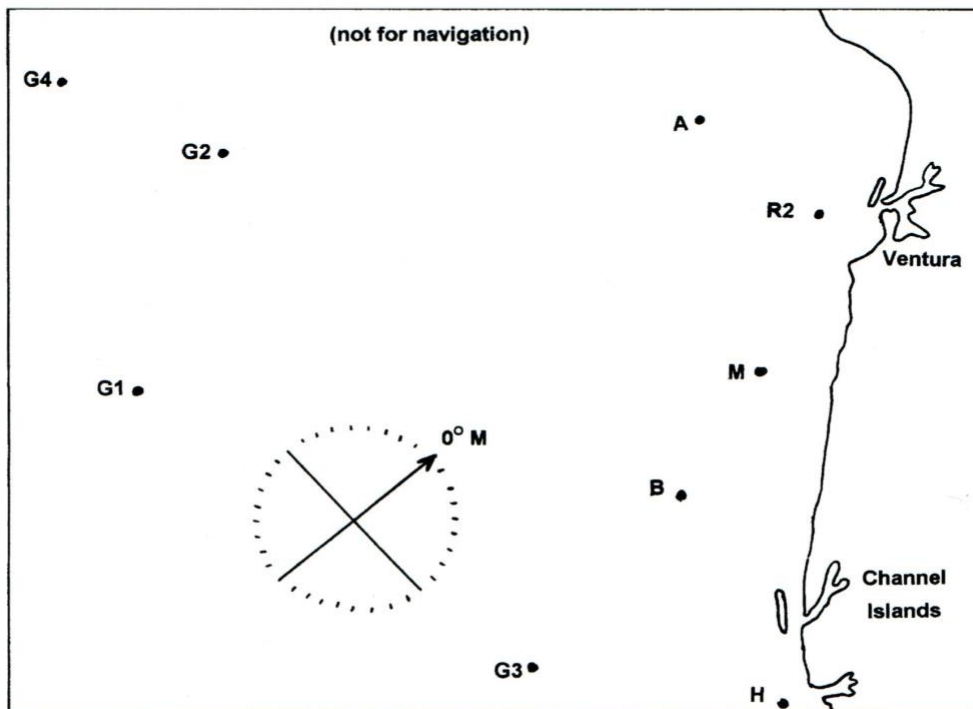 (not for navigation)
G4
A
G2
R2
Ventura
M
G1
0° M
B
Channel
Islands
G3
H